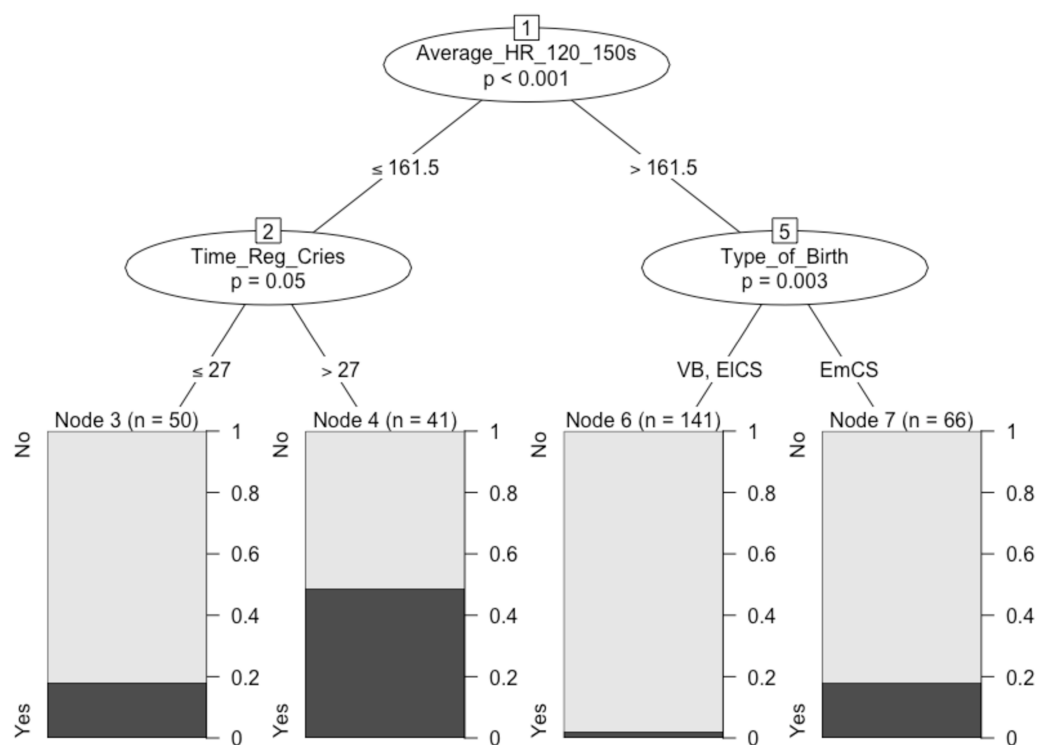 1
Average_HR_120_150s
p < 0.001
≤ 161.5
> 161.5
2
Time_Reg_Cries
p = 0.05
5
Type_of_Birth
p = 0.003
≤ 27
> 27
VB, ElCS
EmCS
Node 3 (n = 50)
No
Yes
1
0.8
0.6
0.4
0.2
0
Node 4 (n = 41)
No
Yes
1
0.8
0.6
0.4
0.2
0
Node 6 (n = 141)
No
Yes
1
0.8
0.6
0.4
0.2
0
Node 7 (n = 66)
No
Yes
1
0.8
0.6
0.4
0.2
0